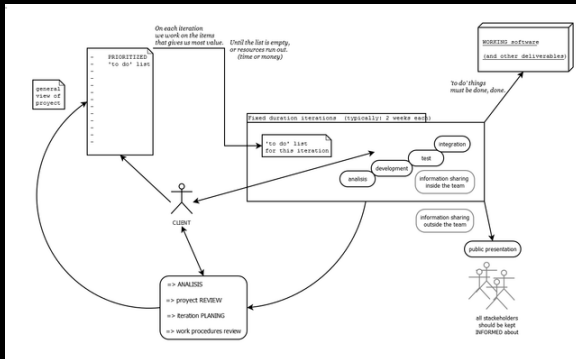 On each iteration
we work on the items
that gives us most value.
Until the list is empty,
or resources run out.
(time or money)
PRIORITIZED
"to do" list
general
view of
proyect
WORKING software
(and other deliverables)
'to-do' things
must be done, done.
Fixed duration iterations (typically: 2 weeks each)
"to do" list
for this iteration
integration
test
development
analisis
information sharing
inside the team
information sharing
outside the team
CLIENT
public presentation
=> ANALISIS
=> proyect REVIEW
=> iteration PLANING
=> work procedures review
all stackeholders
should be kept
INFORMED about